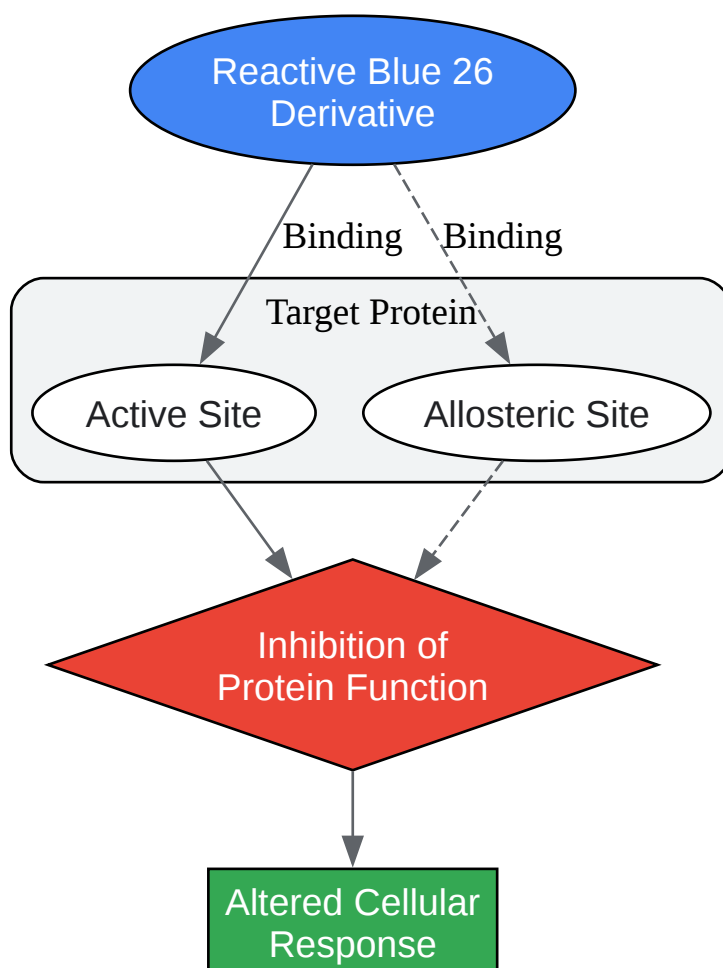 Reactive Blue 26
Derivative
Binding Binding
Target Protein
Active Site Allosteric Site
Inhibition of
Protein Function
Altered Cellular
Response